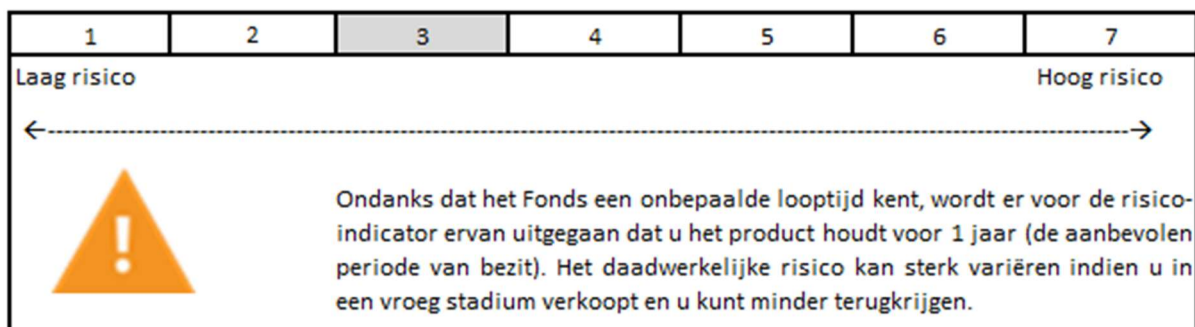 1 2 3 4 5 6 7
Laag risico Hoog risico
Ondanks dat het Fonds een onbepaalde looptijd kent, wordt er voor de risico-
indicator ervan uitgegaan dat u het product houdt voor 1 jaar (de aanbevolen
periode van bezit). Het daadwerkelijke risico kan sterk variëren indien u in
een vroeg stadium verkoopt en u kunt minder terugkrijgen.